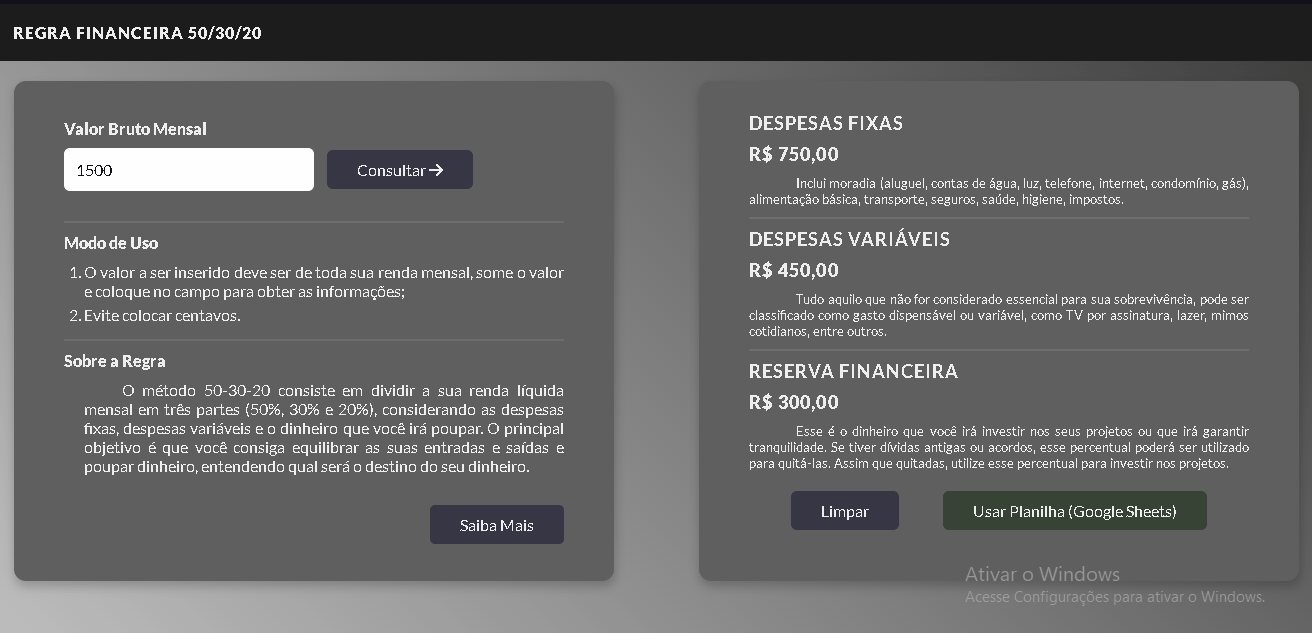 REGRA FINANCEIRA 50/30/20
Valor Bruto Mensal
1500
Consultar
Modo de Uso
1. O valor a ser inserido deve ser de toda sua renda mensal, some o valor
e coloque no campo para obter as informações;
2. Evite colocar centavos.
Sobre a Regra
O método 50-30-20 consiste em dividir a sua renda líquida
mensal em três partes (50%, 30% e 20%), considerando as despesas
fixas, despesas variáveis e o dinheiro que você irá poupar. O principal
objetivo é que você consiga equilibrar as suas entradas e saídas e
poupar dinheiro, entendendo qual será o destino do seu dinheiro.
Saiba Mais
DESPESAS FIXAS
R$ 750,00
Inclui moradia (aluguel, contas de água, luz, telefone, internet, condomínio, gás),
alimentação básica, transporte, seguros, saúde, higiene, impostos.
DESPESAS VARIÁVEIS
R$ 450,00
Tudo aquilo que não for considerado essencial para sua sobrevivência, pode ser
classificado como gasto dispensável ou variável, como TV por assinatura, lazer, mimos
cotidianos, entre outros.
RESERVA FINANCEIRA
R$ 300,00
Esse é o dinheiro que você irá investir nos seus projetos ou que irá garantir
tranquilidade. Se tiver dívidas antigas ou acordos, esse percentual poderá ser utilizado
para quitá-las. Assim que quitadas, utilize esse percentual para investir nos projetos.
Limpar
Usar Planilha (Google Sheets)
Ativar o Windows
Acesse Configurações para ativar o Windows.